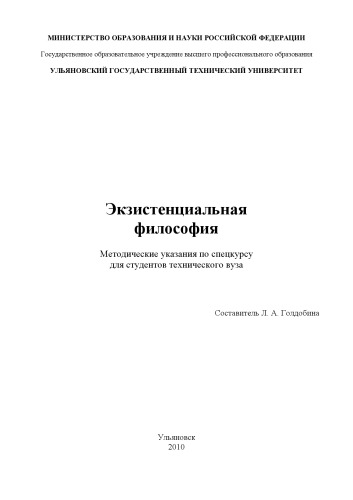 МИНИСТЕРСТВО ОБРАЗОВАНИЯ И НАУКИ РОССИЙСКОЙ ФЕДЕРАЦИИ
Государственное образовательное учреждение высшего профессионального образования
УЛЬЯНОВСКИЙ ГОСУДАРСТВЕННЫЙ ТЕХНИЧЕСКИЙ УНИВЕРСИТЕТ
Экзистенциальная
философия
Методические указания по спецкурсу
для студентов технического вуза
Составитель Л. А. Голдобина
Ульяновск
2010